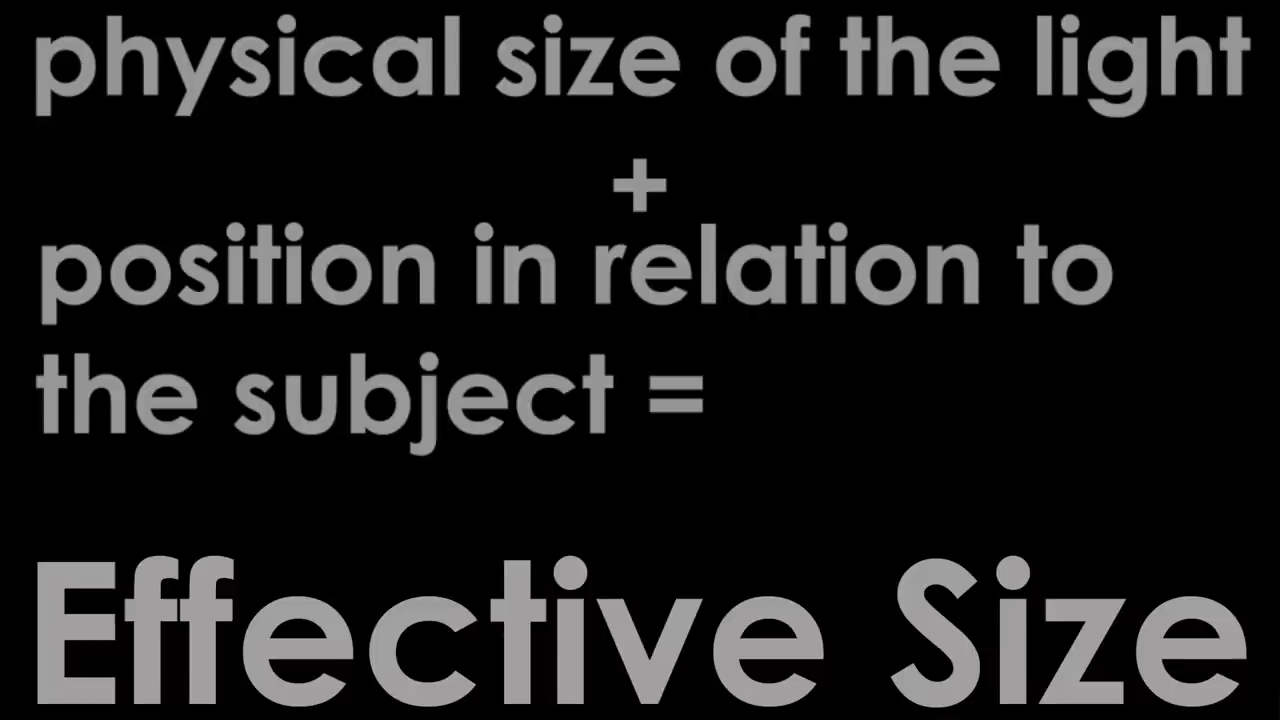 physical size of the light
+
position in relation to
the subject =
Effective Size